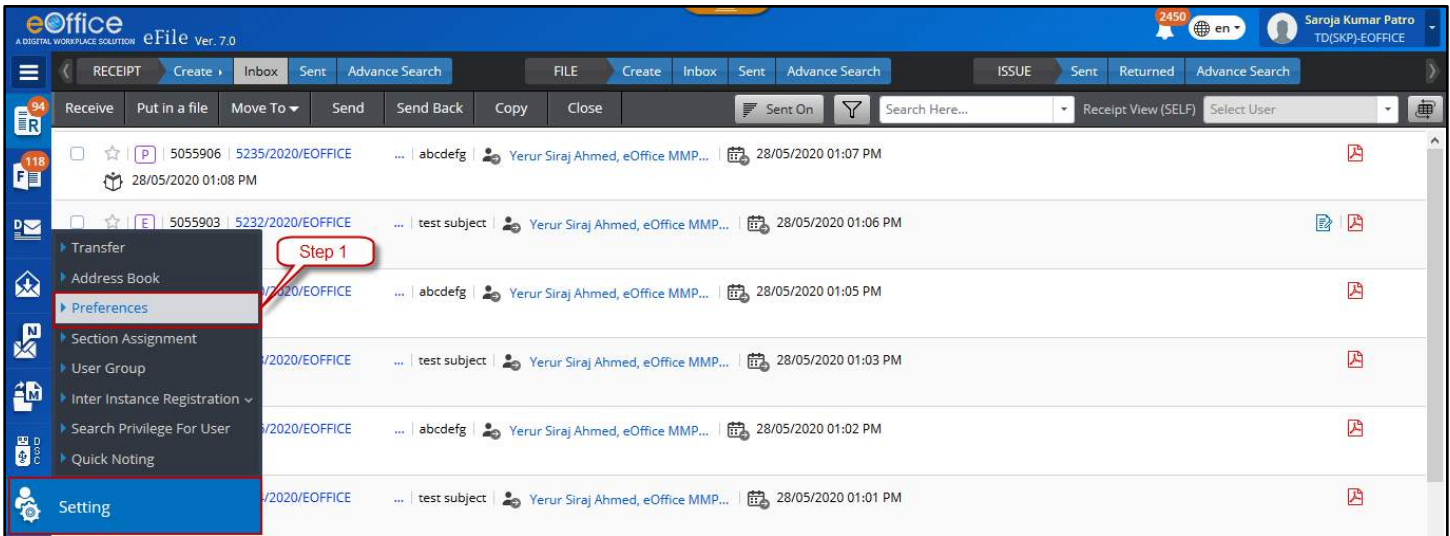 eOffice
A DIGITAL WORKPLACE SOLUTION eFile Ver. 7.0
2450 en Saroja Kumar Patro
TD(SKP)-EOFFICE
RECEIPT Create Inbox Sent Advance Search FILE Create Inbox Sent Advance Search ISSUE Sent Returned Advance Search
94 R Receive Put in a file Move To Send Send Back Copy Close Sent On Search Here... Receipt View (SELF) Select User
P 5055906 5235/2020/EOFFICE ... abcdefg Yerur Siraj Ahmed, eOffice MMP... 28/05/2020 01:07 PM
118 F 28/05/2020 01:08 PM
D E 5055903 5232/2020/EOFFICE ... test subject Yerur Siraj Ahmed, eOffice MMP... 28/05/2020 01:06 PM
Transfer
Step 1
Address Book
/2020/EOFFICE ... abcdefg Yerur Siraj Ahmed, eOffice MMP... 28/05/2020 01:05 PM
Preferences
N
Section Assignment
/2020/EOFFICE ... test subject Yerur Siraj Ahmed, eOffice MMP... 28/05/2020 01:03 PM
User Group
M Inter Instance Registration
Search Privilege For User /2020/EOFFICE ... abcdefg Yerur Siraj Ahmed, eOffice MMP... 28/05/2020 01:02 PM
DSC Quick Noting
Setting /2020/EOFFICE ... test subject Yerur Siraj Ahmed, eOffice MMP... 28/05/2020 01:01 PM